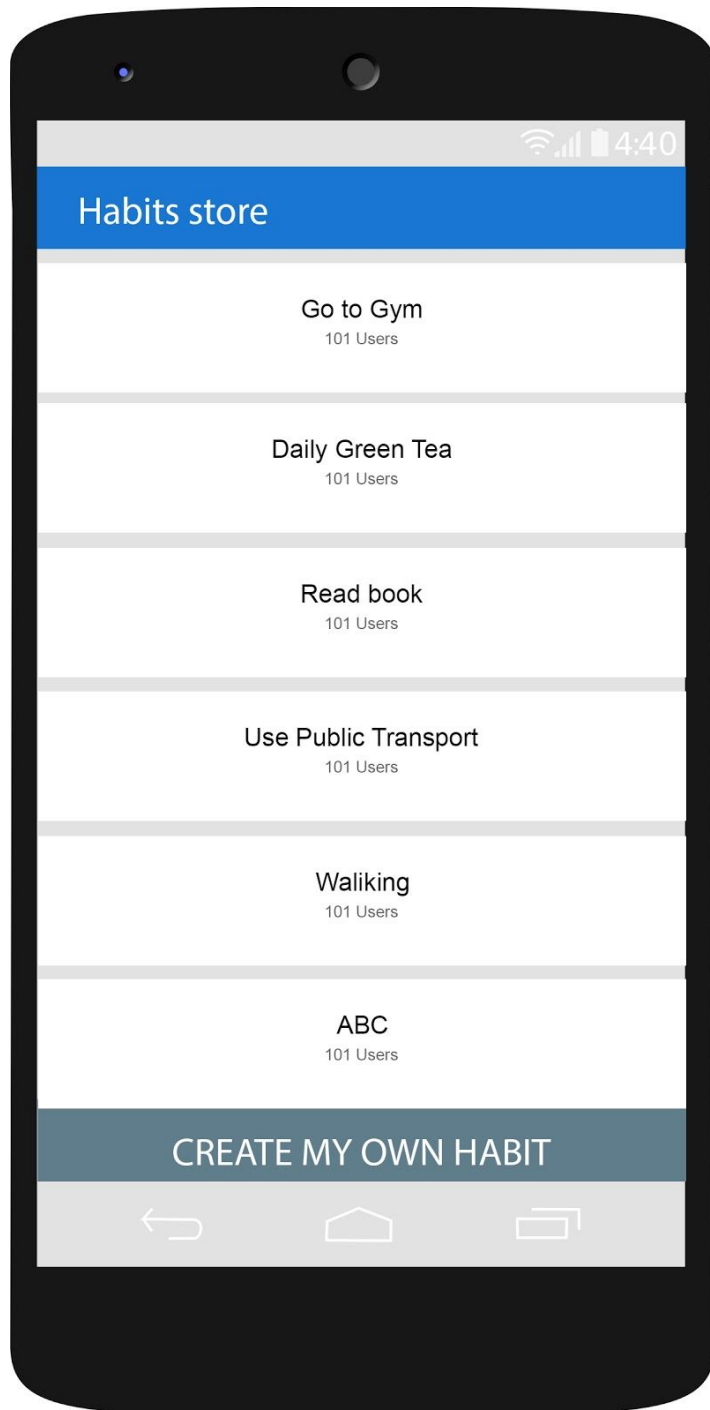 4:40
Habits store
Go to Gym
101 Users
Daily Green Tea
101 Users
Read book
101 Users
Use Public Transport
101 Users
Waliking
101 Users
ABC
101 Users
CREATE MY OWN HABIT